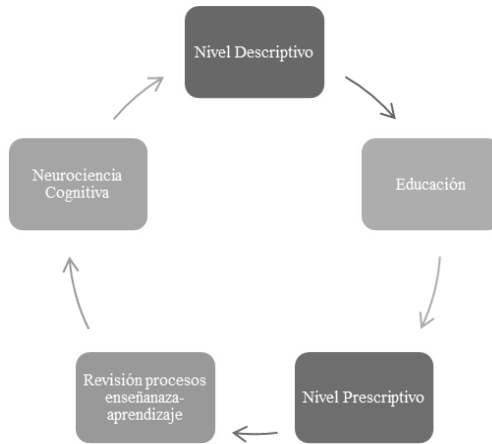 Nivel Descriptivo
Educación
Nivel Prescriptivo
Revisión procesos
enseñanaza-
aprendizaje
Neurociencia
Cognitiva